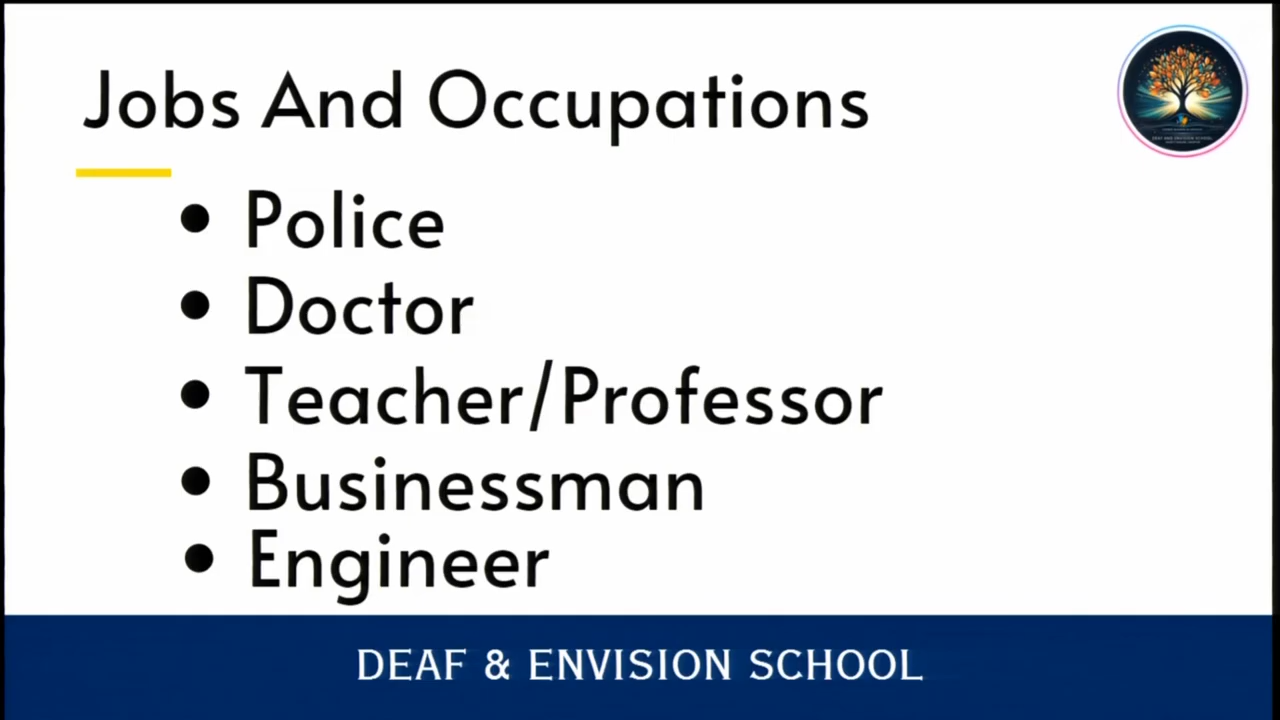 Jobs And Occupations
• Police
• Doctor
• Teacher/Professor
• Businessman
• Engineer
DEAF & ENVISION SCHOOL